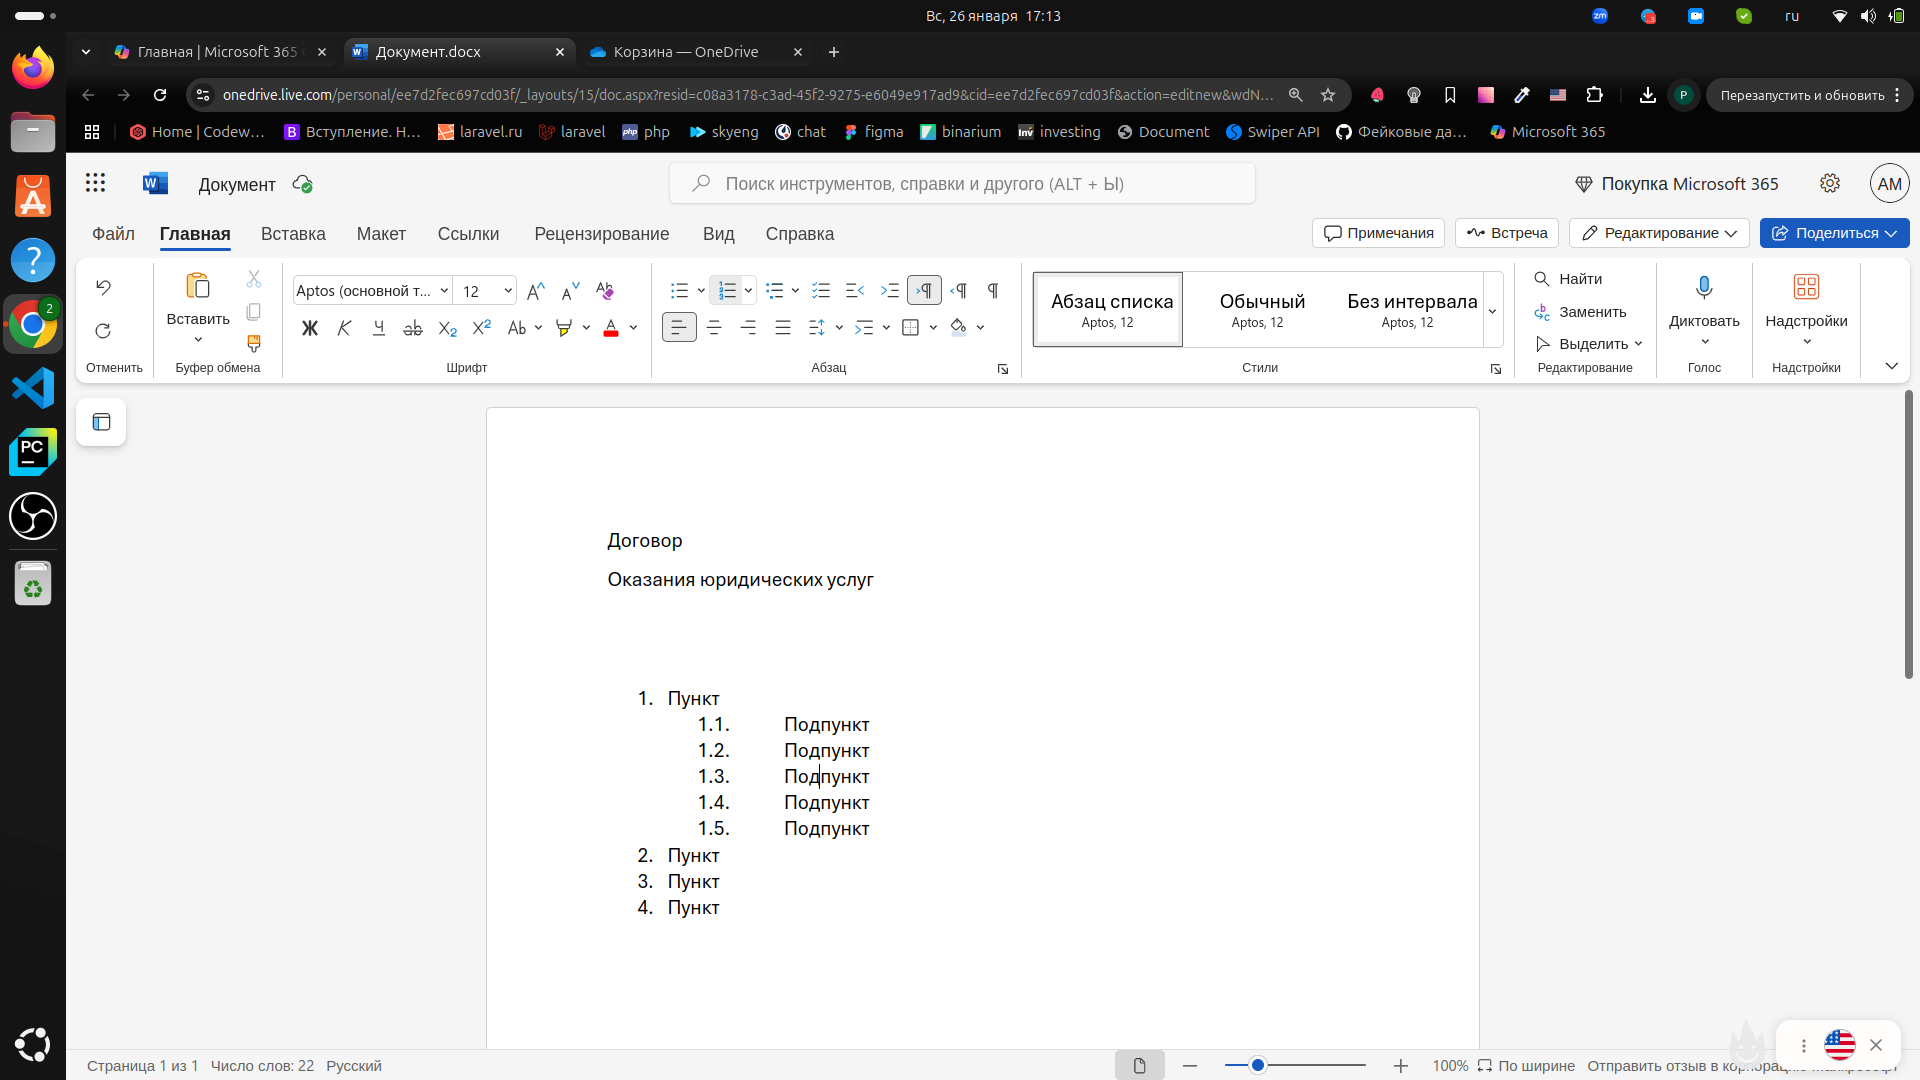 Вс, 26 января 17:13
zm
ru
Главная | Microsoft 365
Документ.docx
Корзина — OneDrive
onedrive.live.com/personal/ee7d2fec697cd03f/_layouts/15/doc.aspx?resid=c08a3178-c3ad-45f2-9275-e6049e917ad9&cid=ee7d2fec697cd03f&action=editnew&wdN...
P
Перезапустить и обновить
Home | Codew...
Вступление. Н...
laravel.ru
laravel
php
skyeng
chat
figma
binarium
investing
Document
Swiper API
Фейковые да...
Microsoft 365
Документ
Поиск инструментов, справки и другого (ALT + Ы)
Покупка Microsoft 365
AM
Файл
Главная
Вставка
Макет
Ссылки
Рецензирование
Вид
Справка
Примечания
Встреча
Редактирование
Поделиться
Вставить
Aptos (основной т...
12
Абзац списка
Aptos, 12
Обычный
Aptos, 12
Без интервала
Aptos, 12
Найти
Заменить
Выделить
Диктовать
Надстройки
Отменить
Буфер обмена
Шрифт
Абзац
Стили
Редактирование
Голос
Надстройки
Договор
Оказания юридических услуг
1. Пункт
1.1. Подпункт
1.2. Подпункт
1.3. Подпункт
1.4. Подпункт
1.5. Подпункт
2. Пункт
3. Пункт
4. Пункт
Страница 1 из 1
Число слов: 22
Русский
100%
По ширине
Отправить отзыв в